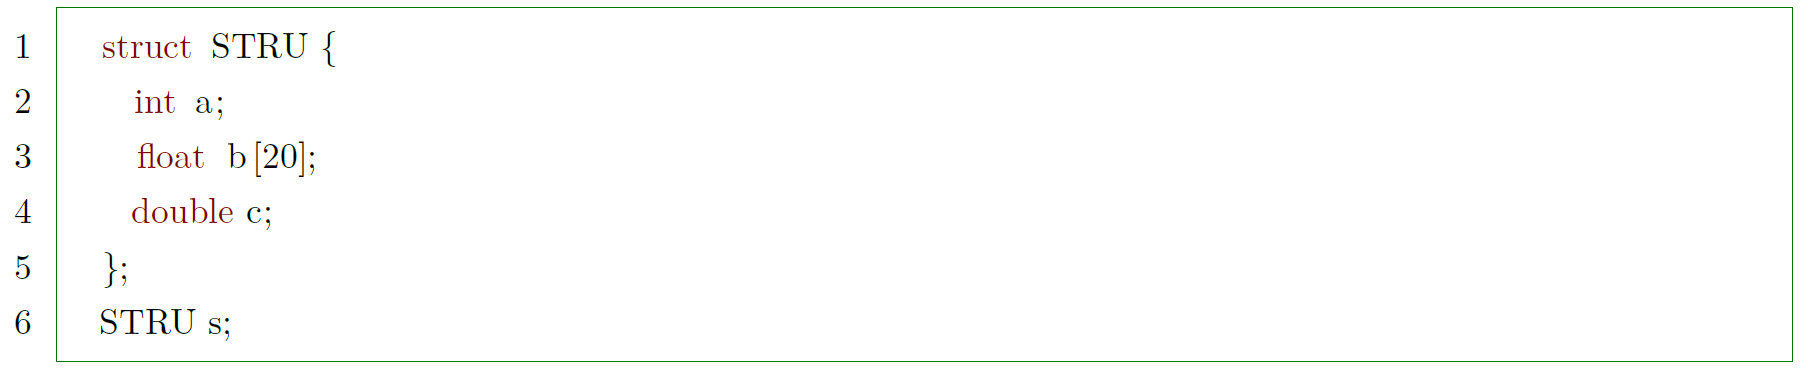 1 struct STRU {
2 int a;
3 float b[20];
4 double c;
5 };
6 STRU s;